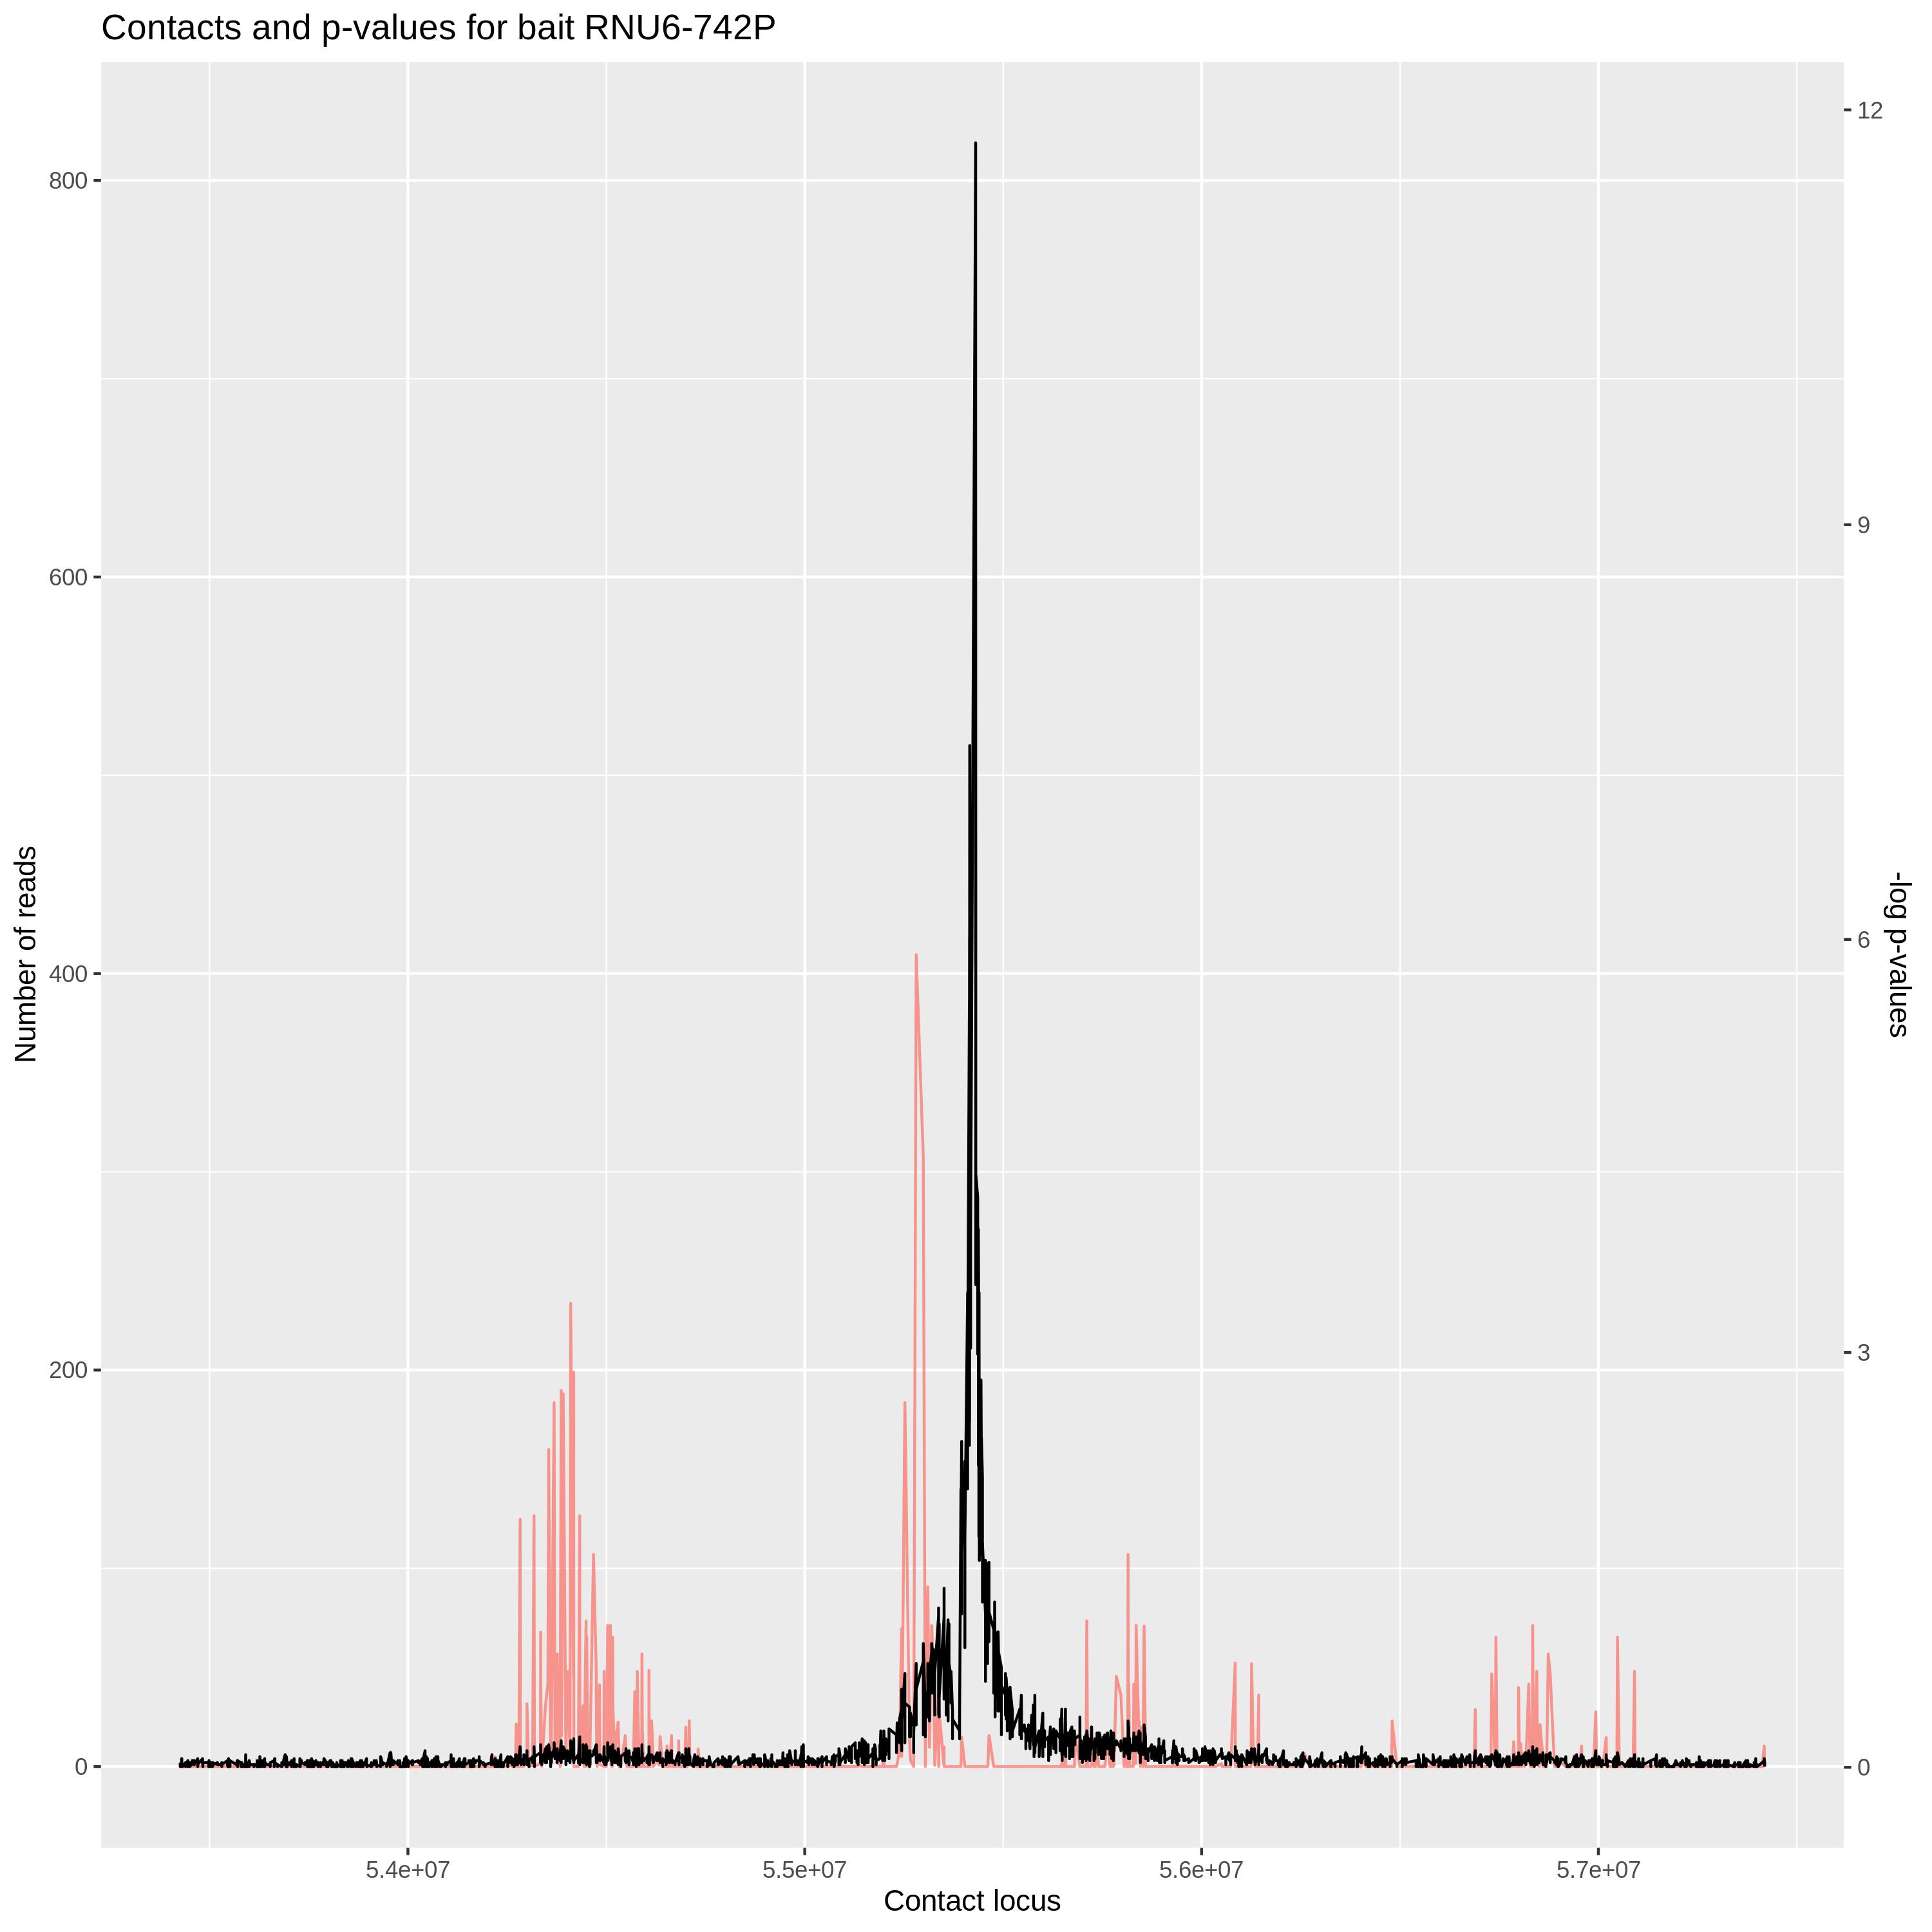 Contacts and p-values for bait RNU6-742P
12
800
9
600
Number of reads
-log p-values
6
400
3
200
0
0
5.4e+07
5.5e+07
5.6e+07
5.7e+07
Contact locus